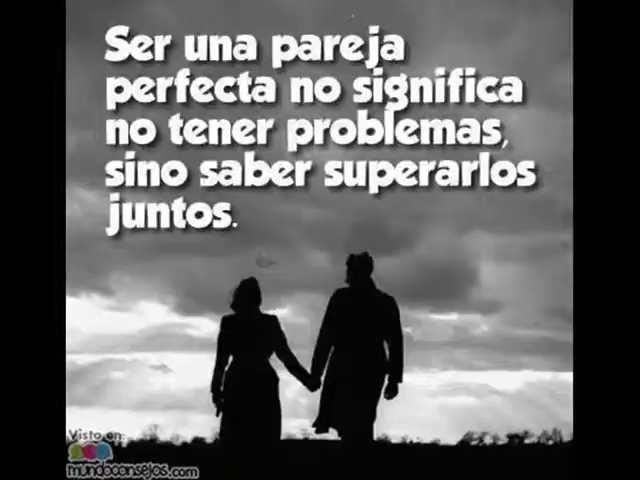 Ser una pareja
perfecta no significa
no tener problemas,
sino saber superarlos
juntos.
Visto en:
mundoconsejos.com